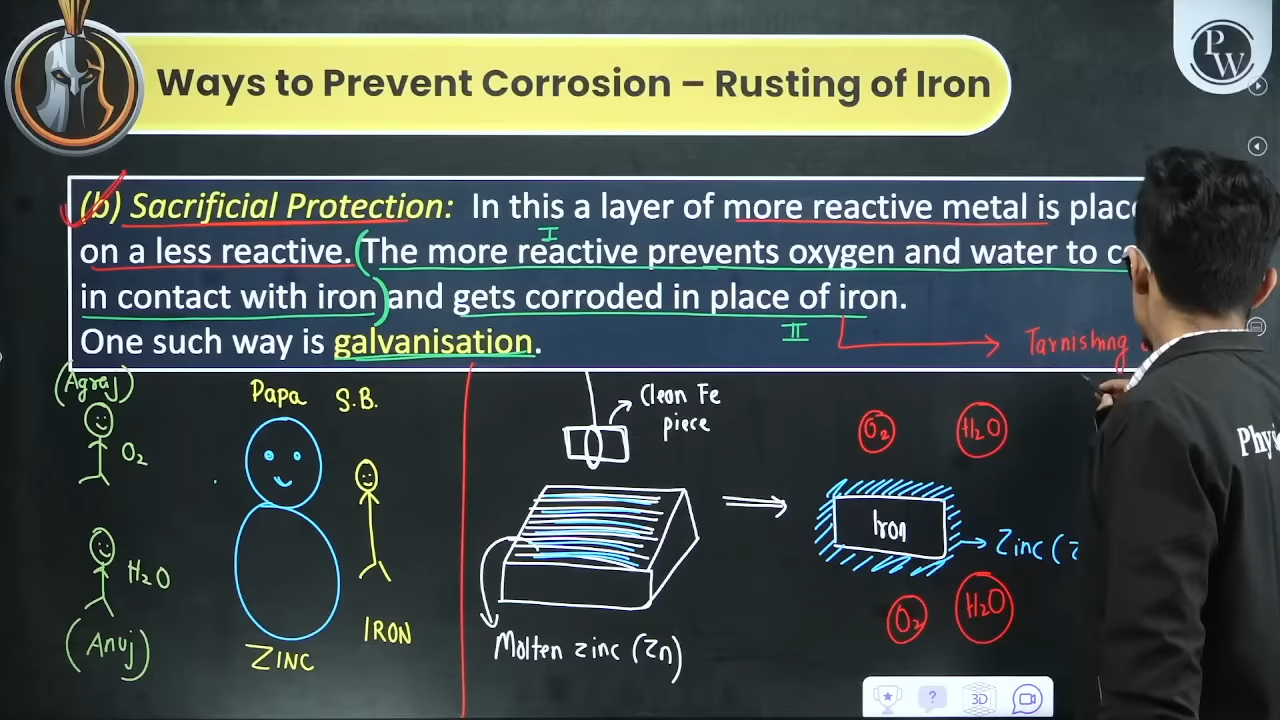 Ways to Prevent Corrosion – Rusting of Iron
PW
(b) Sacrificial Protection: In this a layer of more reactive metal is
on a less reactive. (The more reactive prevents oxygen and water to
I
in contact with iron) and gets corroded in place of iron.
II
One such way is galvanisation.
Tarnishing
(Agraj)
O₂
H₂O
(Anuj)
Papa
S.B.
ZINC
IRON
Clean Fe
piece
Molten zinc (Zn)
O₂
H₂O
Iron
Zinc
O₂
H₂O
?
3D